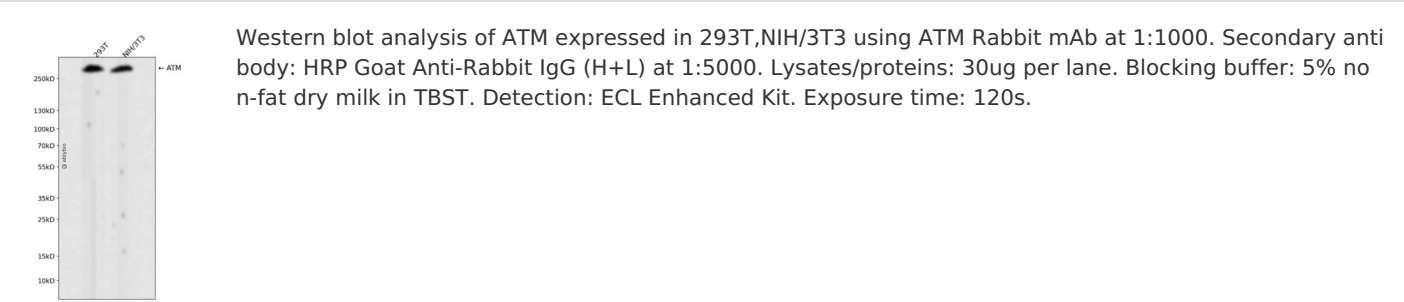 293T
NIH/3T3
← ATM
250kD
130kD
100kD
70kD
55kD
35kD
25kD
15kD
10kD
@ abybio
Western blot analysis of ATM expressed in 293T,NIH/3T3 using ATM Rabbit mAb at 1:1000. Secondary anti
body: HRP Goat Anti-Rabbit IgG (H+L) at 1:5000. Lysates/proteins: 30ug per lane. Blocking buffer: 5% no
n-fat dry milk in TBST. Detection: ECL Enhanced Kit. Exposure time: 120s.